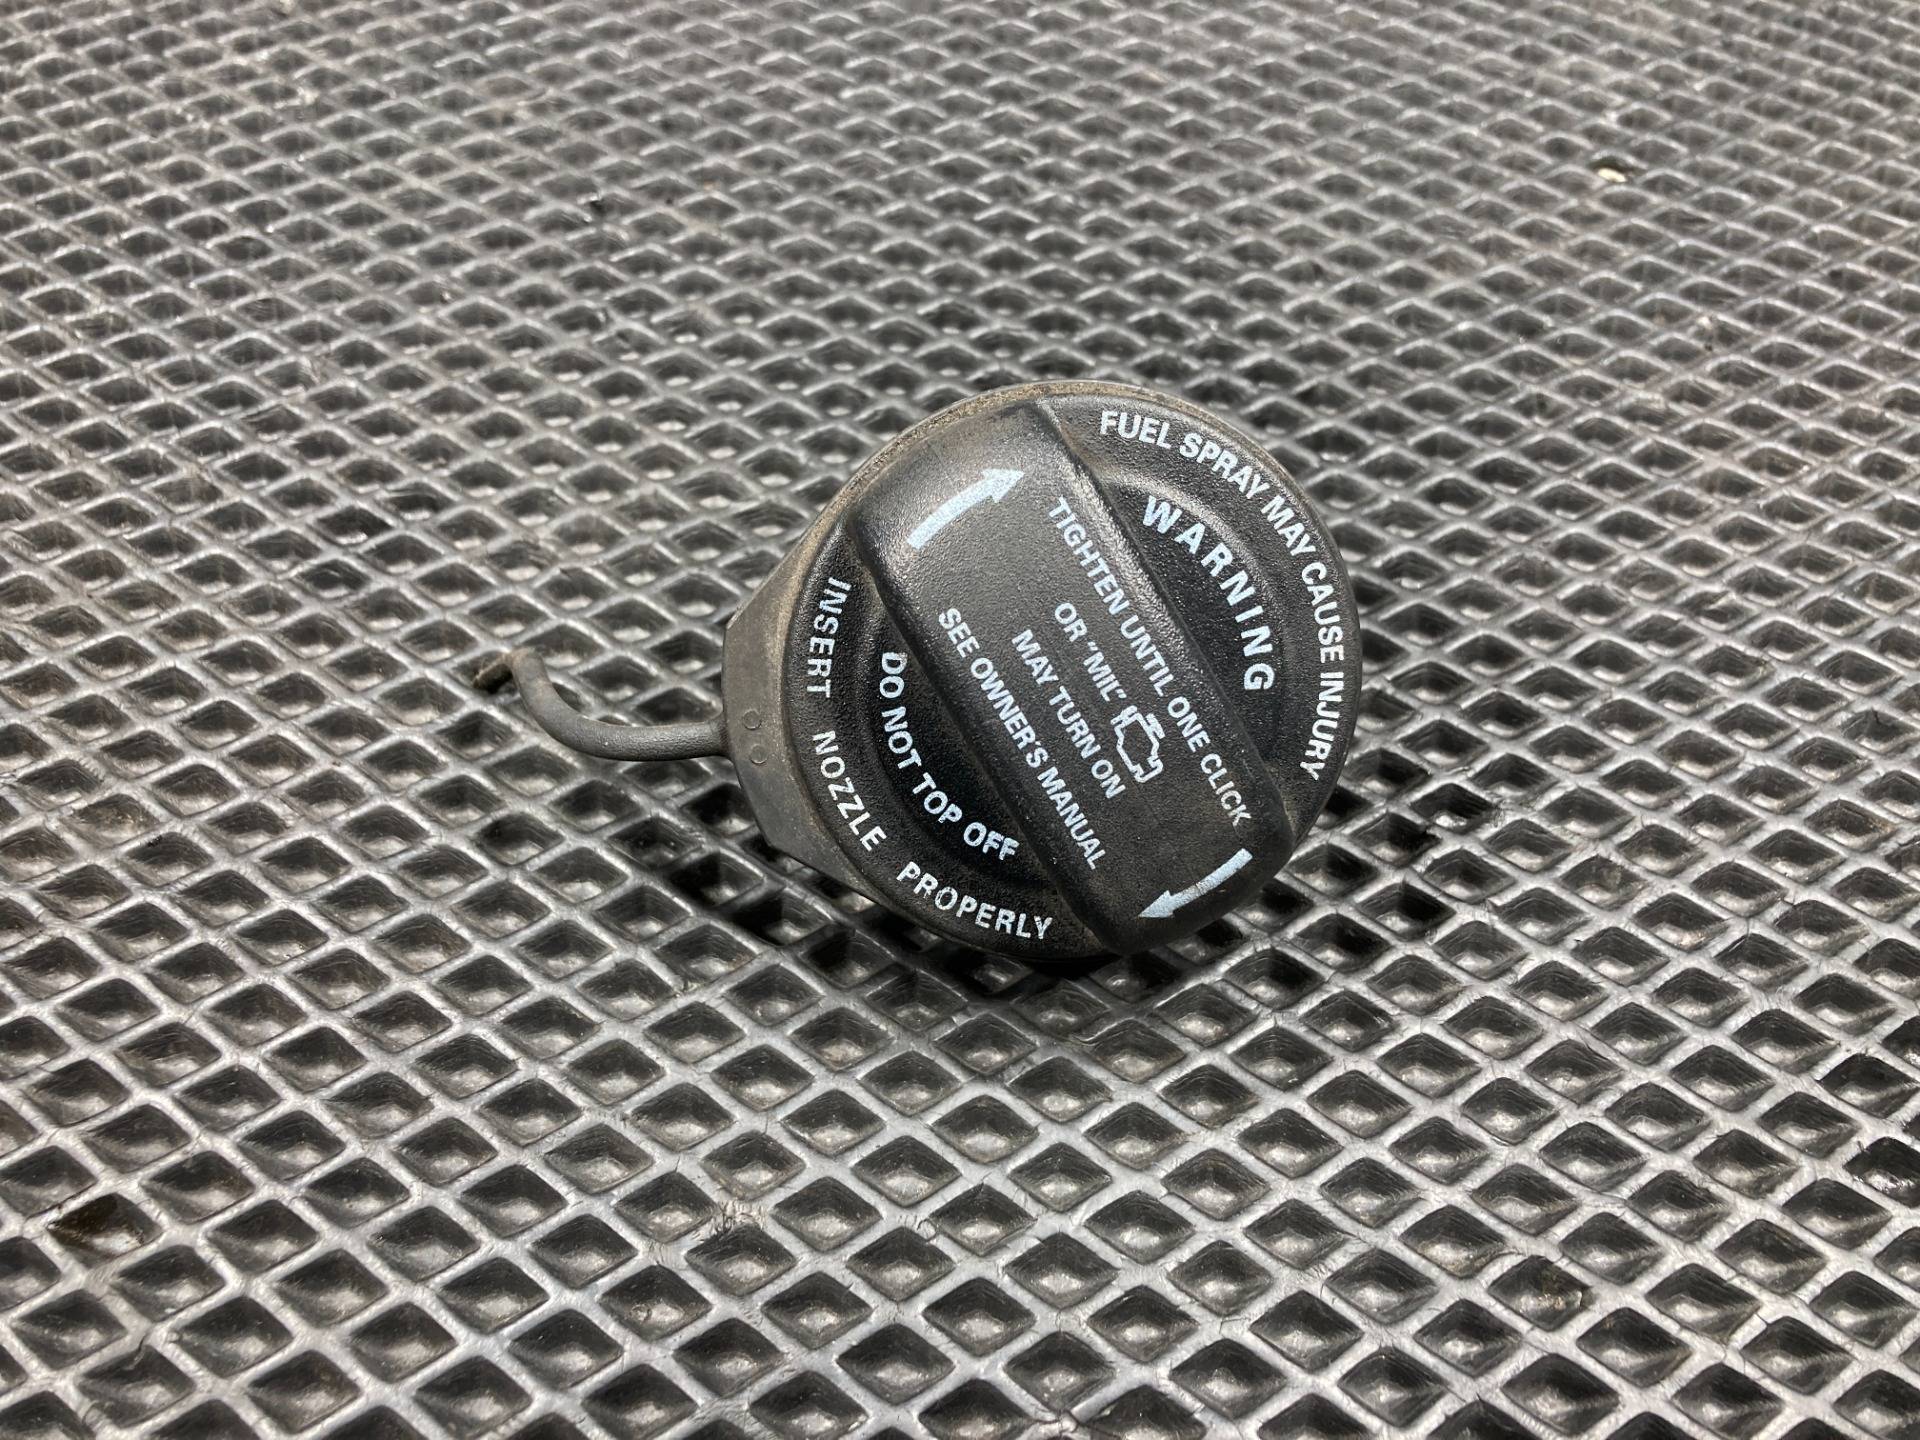 FUEL SPRAY MAY CAUSE INJURY
WARNING
TIGHTEN UNTIL ONE CLICK
OR "MIL"
MAY TURN ON
SEE OWNER'S MANUAL
DO NOT TOP OFF
INSERT NOZZLE PROPERLY